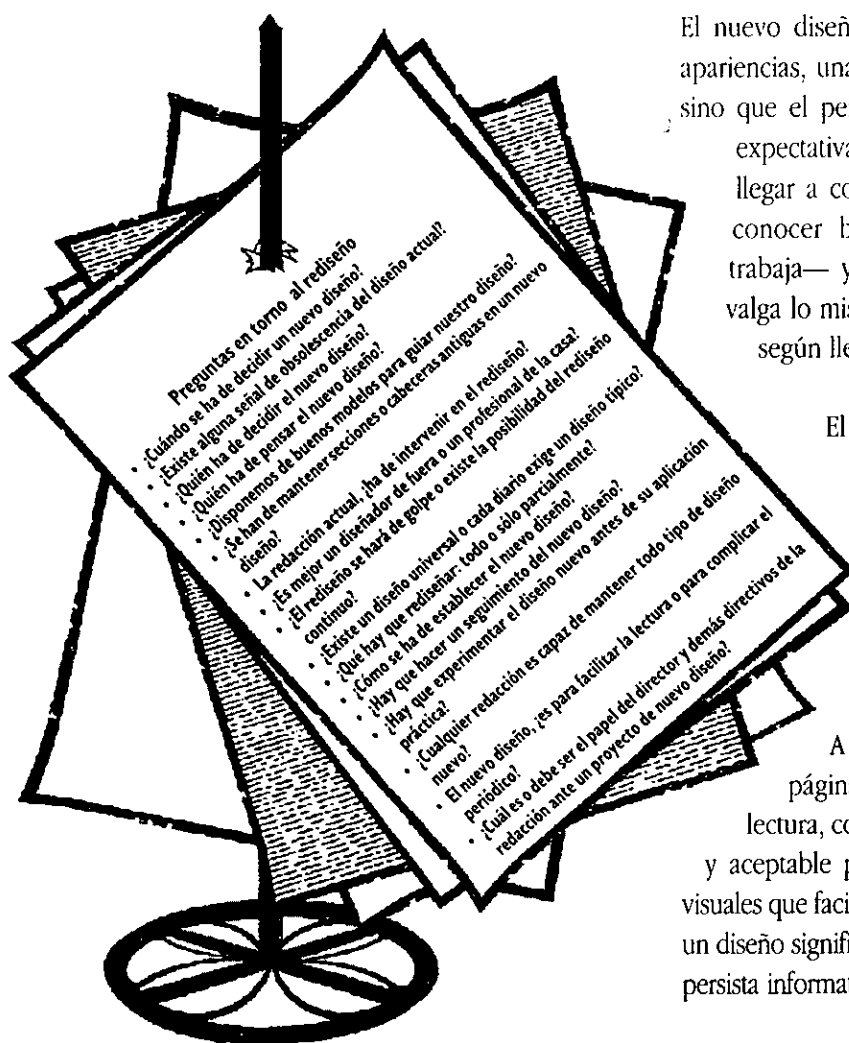 Preguntas en torno al rediseño
• ¿Cuándo se ha de decidir un nuevo diseño?
• ¿Existe alguna señal de obsolescencia del diseño actual?
• ¿Quién ha de decidir el nuevo diseño?
• ¿Quién ha de pensar el nuevo diseño?
• ¿Disponemos de buenos modelos para guiar nuestro diseño?
• ¿Se han de mantener secciones o cabeceras antiguas en un nuevo
diseño?
• La redacción actual, ¿ha de intervenir en el rediseño?
• ¿Es mejor un diseñador de fuera o un profesional de la casa?
• ¿El rediseño se hará de golpe o existe la posibilidad del rediseño
continuo?
• ¿Existe un diseño universal o cada diario exige un diseño típico?
• ¿Qué hay que rediseñar: todo o sólo parcialmente?
• ¿Cómo se ha de establecer el nuevo diseño?
• ¿Hay que hacer un seguimiento del nuevo diseño?
• ¿Hay que experimentar el diseño nuevo antes de su aplicación
práctica?
• ¿Cualquier redacción es capaz de mantener todo tipo de diseño
nuevo?
• El nuevo diseño, ¿es para facilitar la lectura o para complicar el
periódico?
• ¿Cuál es o debe ser el papel del director y demás directivos de la
redacción ante un proyecto de nuevo diseño?
El nuevo diseñ
apariencias, una
sino que el pe
expectativa
llegar a co
conocer b
trabaja— y
valga lo mis
según lle
El
A
página
lectura, co
y aceptable p
visuales que faci
un diseño signifi
persista informat